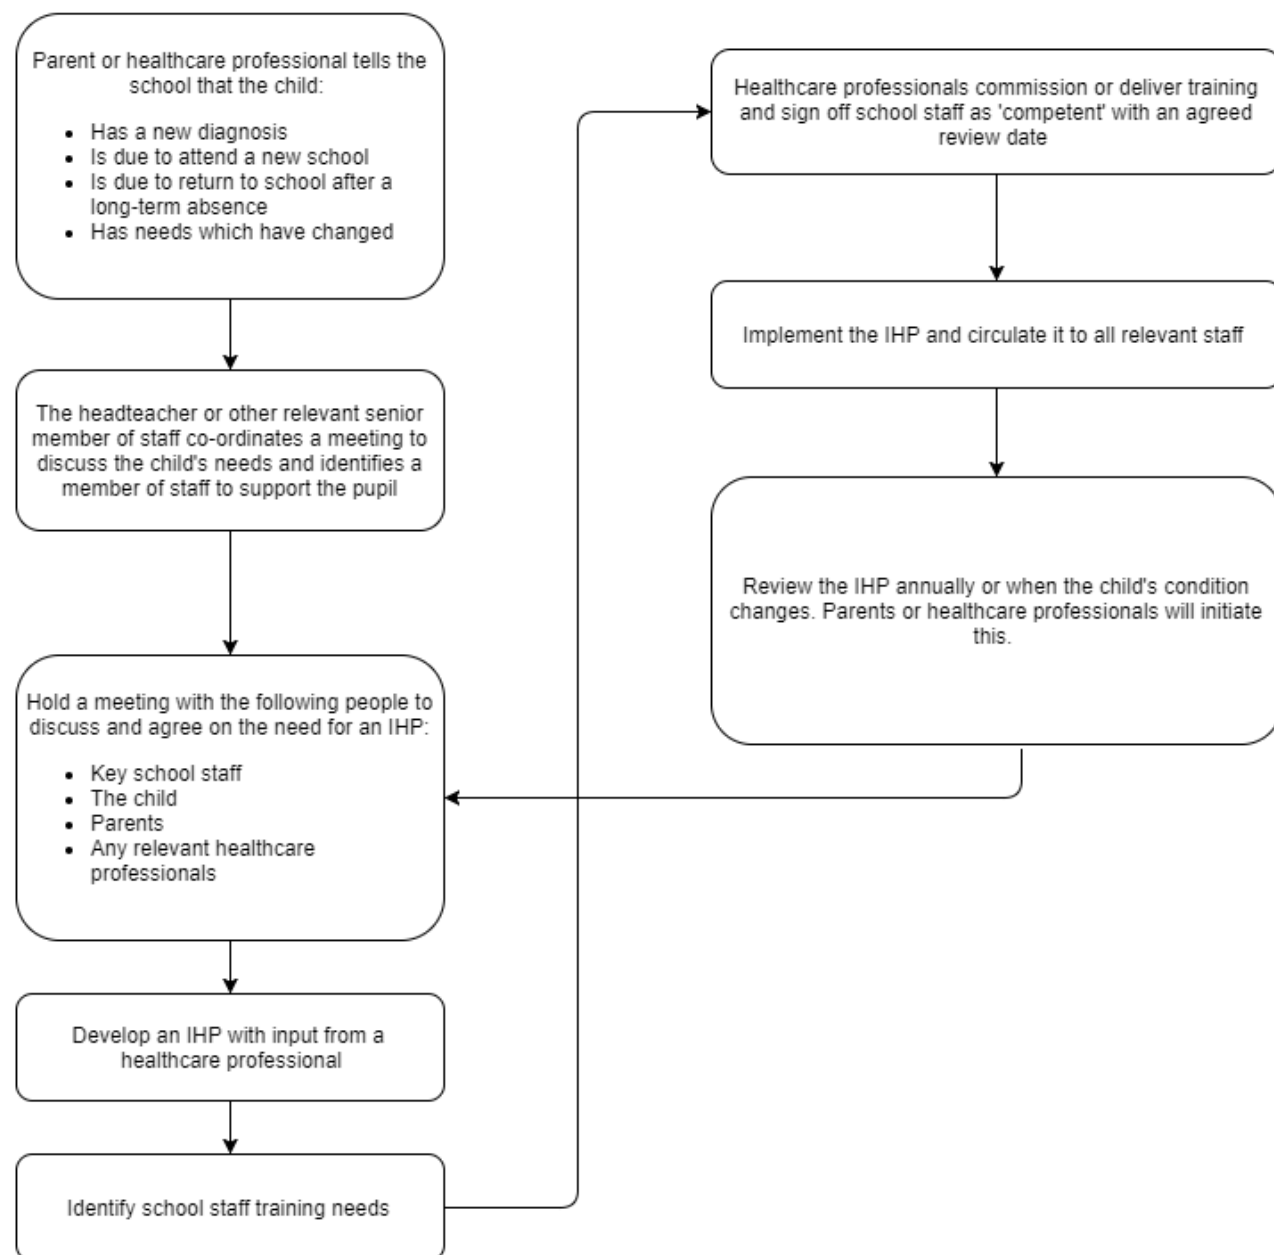 Parent or healthcare professional tells the
school that the child:
• Has a new diagnosis
• Is due to attend a new school
• Is due to return to school after a
long-term absence
• Has needs which have changed
The headteacher or other relevant senior
member of staff co-ordinates a meeting to
discuss the child's needs and identifies a
member of staff to support the pupil
Hold a meeting with the following people to
discuss and agree on the need for an IHP:
• Key school staff
• The child
• Parents
• Any relevant healthcare
professionals
Develop an IHP with input from a
healthcare professional
Identify school staff training needs
Healthcare professionals commission or deliver training
and sign off school staff as 'competent' with an agreed
review date
Implement the IHP and circulate it to all relevant staff
Review the IHP annually or when the child's condition
changes. Parents or healthcare professionals will initiate
this.